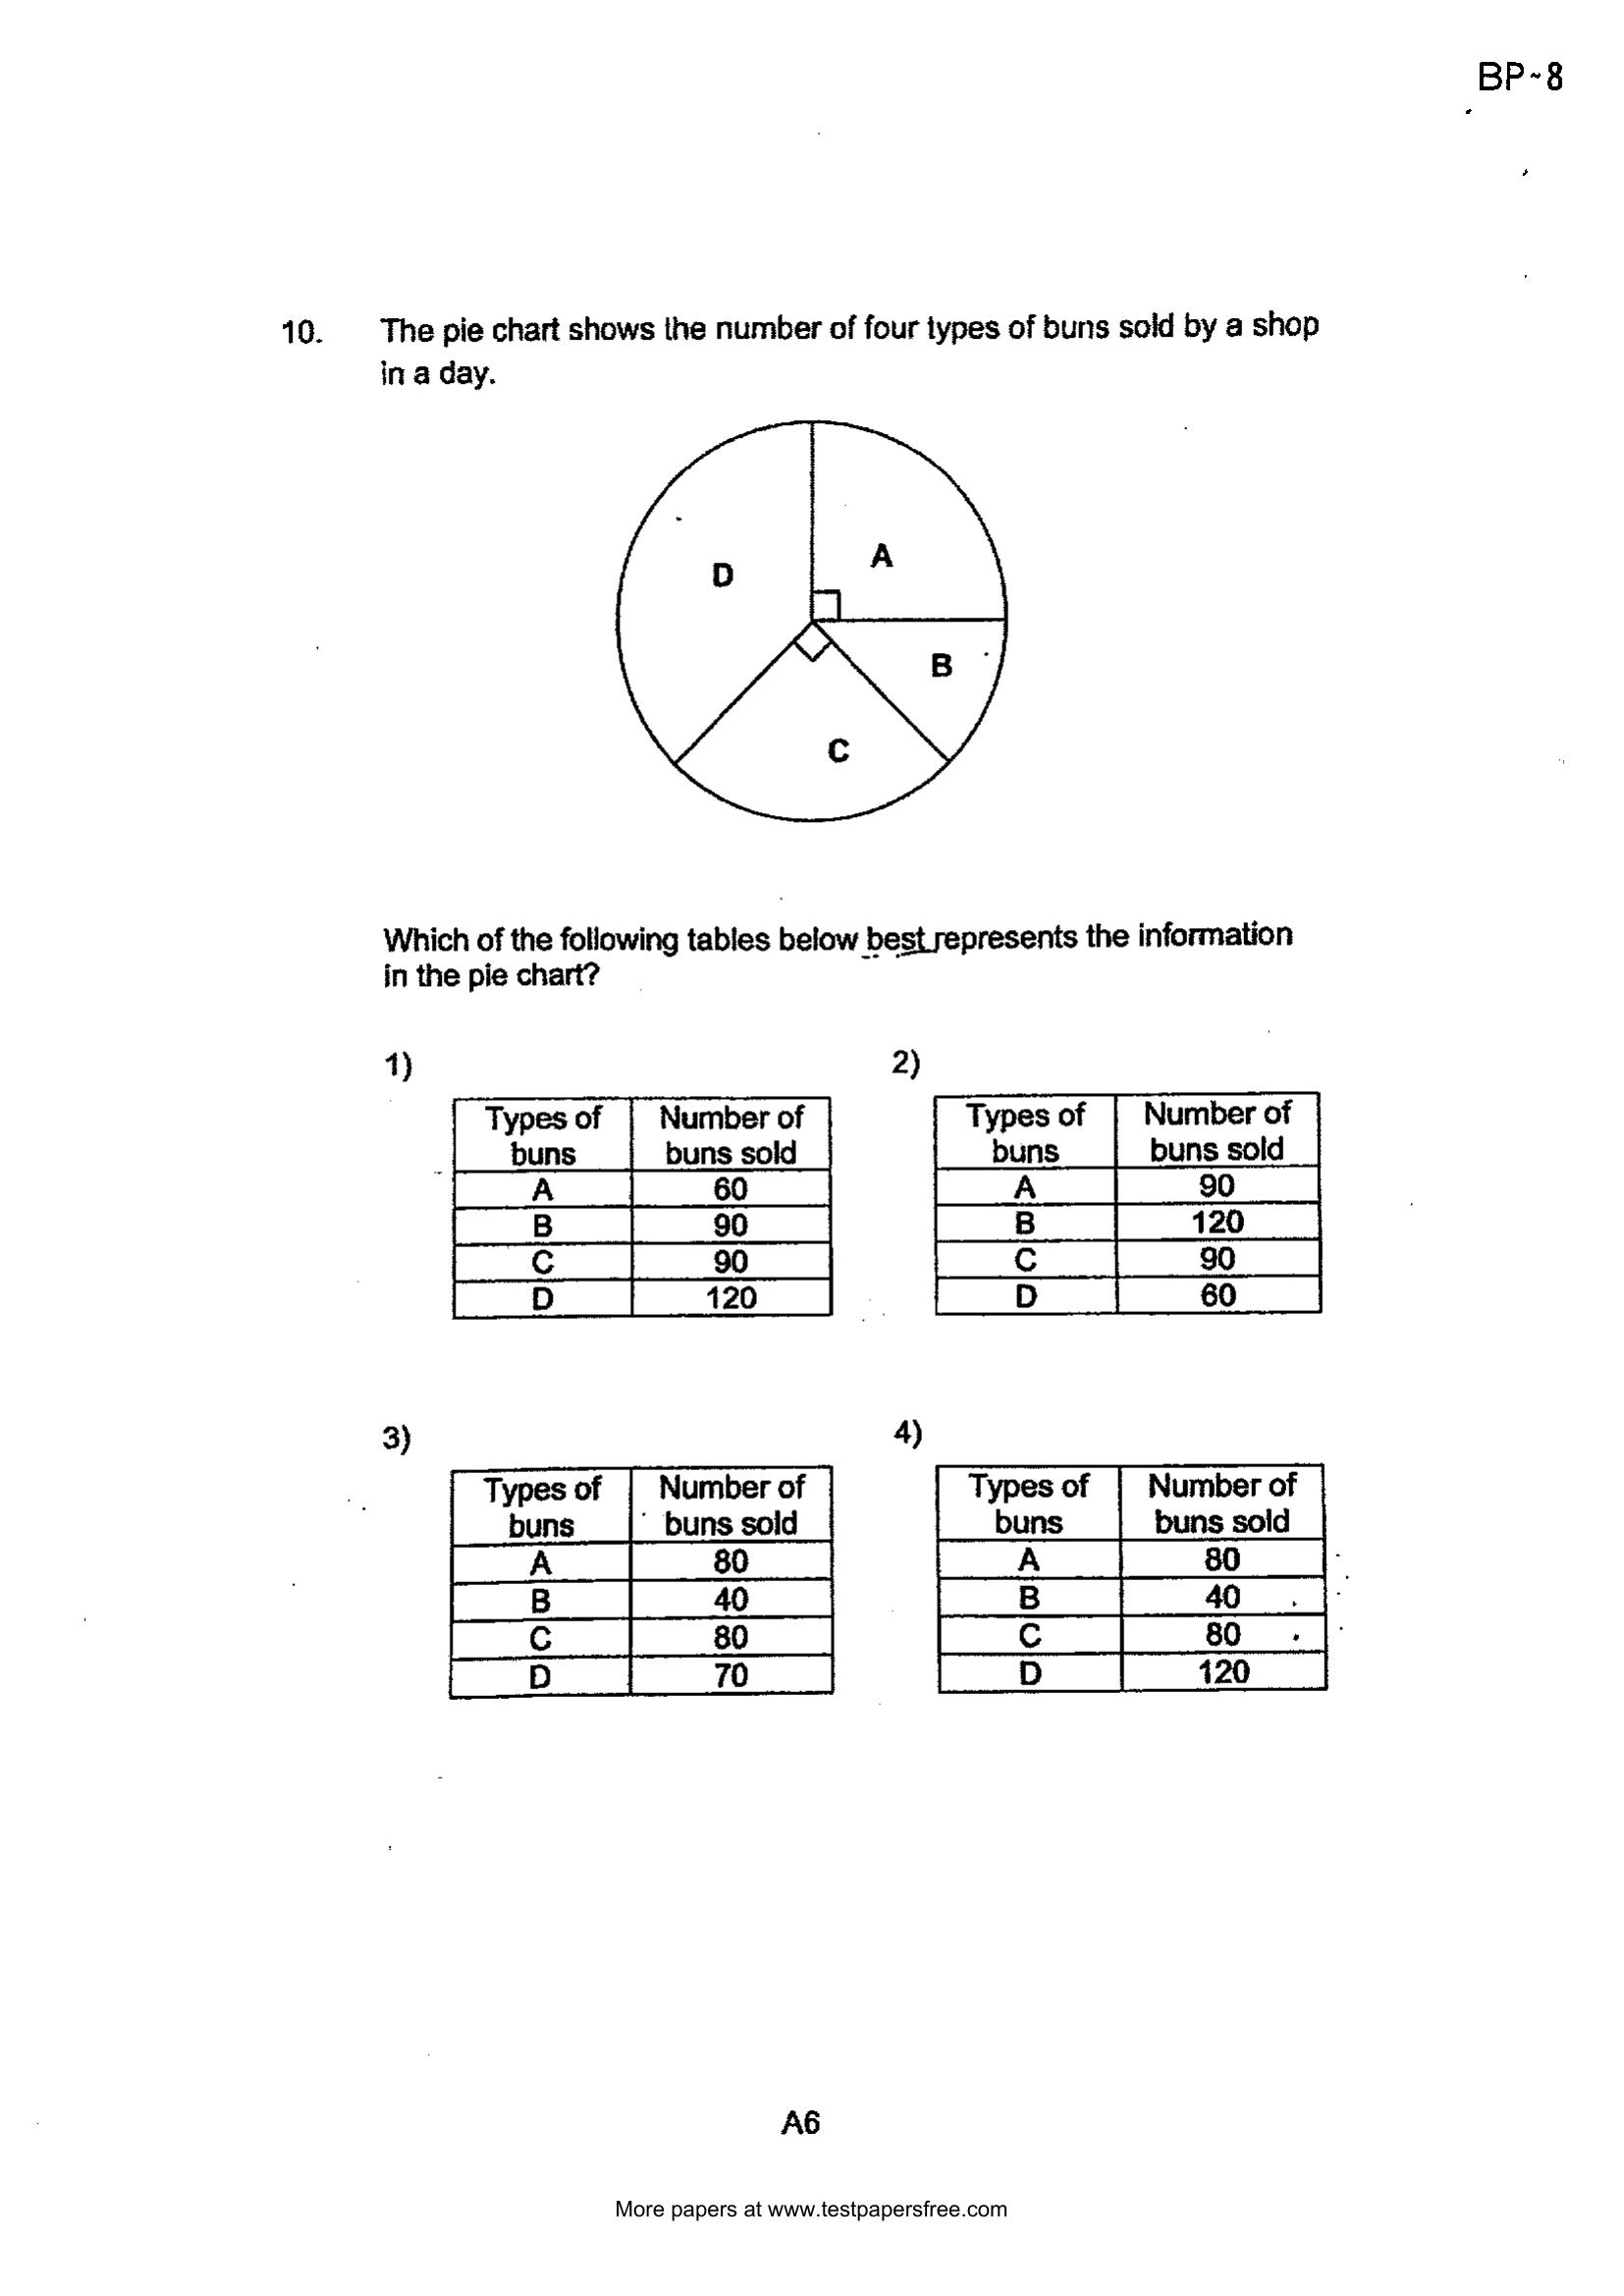 BP~8
10. The pie chart shows the number of four types of buns sold by a shop
in a day.
D
A
B
C
Which of the following tables below best represents the information
in the pie chart?
1) 2)
Types of buns Number of buns sold
A 60
B 90
C 90
D 120
Types of buns Number of buns sold
A 90
B 120
C 90
D 60
3) 4)
Types of buns Number of buns sold
A 80
B 40
C 80
D 70
Types of buns Number of buns sold
A 80
B 40
C 80
D 120
A6
More papers at www.testpapersfree.com